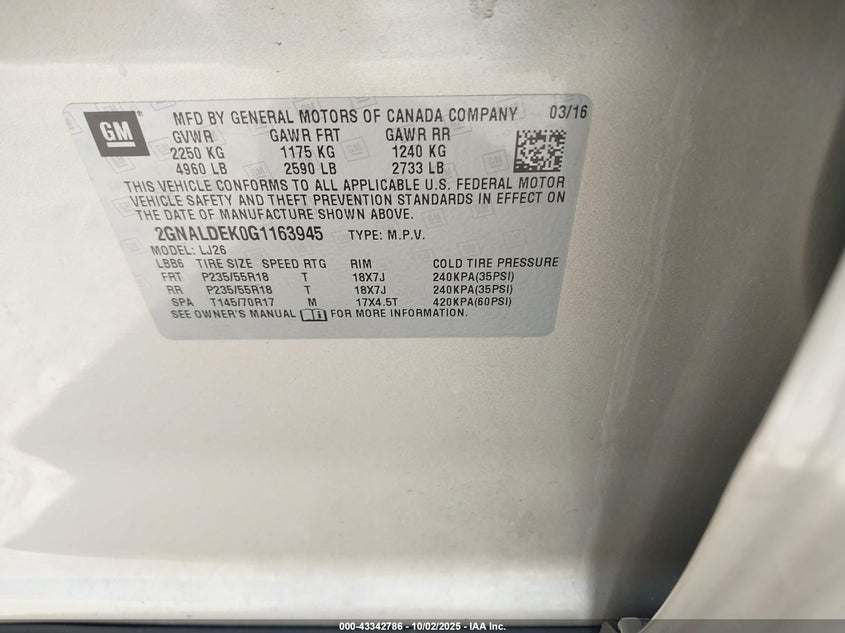 GM
MFD BY GENERAL MOTORS OF CANADA COMPANY 03/16
GVWR GAWR FRT GAWR RR
2250 KG 1175 KG 1240 KG
4960 LB 2590 LB 2733 LB
THIS VEHICLE CONFORMS TO ALL APPLICABLE U.S. FEDERAL MOTOR
VEHICLE SAFETY AND THEFT PREVENTION STANDARDS IN EFFECT ON
THE DATE OF MANUFACTURE SHOWN ABOVE.
2GNALDEK0G1163945 TYPE: M.P.V.
MODEL: LJ26
LBB6 TIRE SIZE SPEED RTG RIM COLD TIRE PRESSURE
FRT P235/55R18 T 18X7J 240KPA(35PSI)
RR P235/55R18 T 18X7J 240KPA(35PSI)
SPA T145/70R17 M 17X4.5T 420KPA(60PSI)
SEE OWNER'S MANUAL FOR MORE INFORMATION.
000-43342786 - 10/02/2025 - IAA Inc.